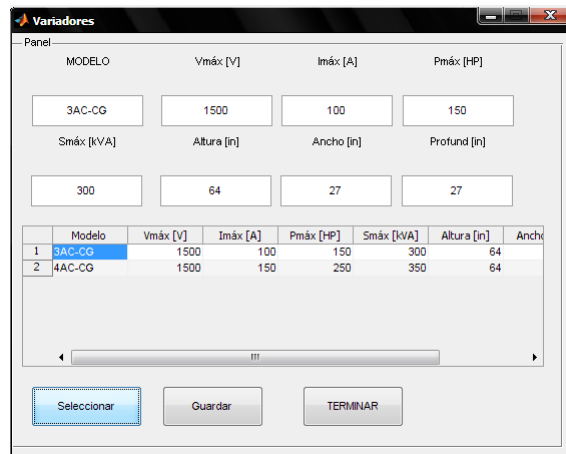 Variadores
Panel
MODELO Vmáx [V] Imáx [A] Pmáx [HP]
3AC-CG 1500 100 150
Smáx [kVA] Altura [in] Ancho [in] Profund [in]
300 64 27 27
Modelo Vmáx [V] Imáx [A] Pmáx [HP] Smáx [kVA] Altura [in] Ancho
1 3AC-CG 1500 100 150 300 64
2 4AC-CG 1500 150 250 350 64
Seleccionar Guardar TERMINAR